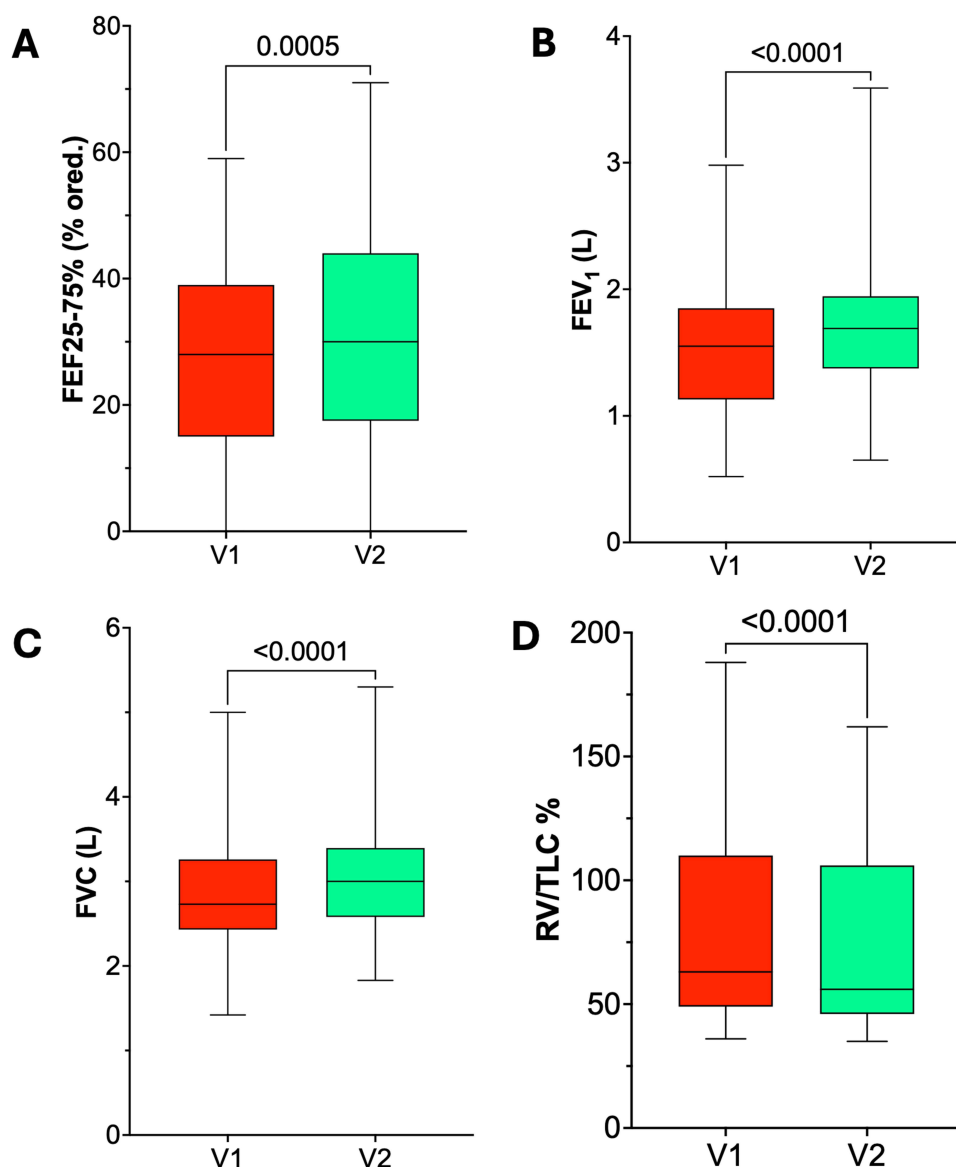 A
FEF25-75% (% ored.)
80
60
40
20
0
0.0005
V1
V2
B
FEV₁ (L)
4
3
2
1
0
<0.0001
V1
V2
C
FVC (L)
6
4
2
0
<0.0001
V1
V2
D
RV/TLC %
200
150
100
50
0
<0.0001
V1
V2